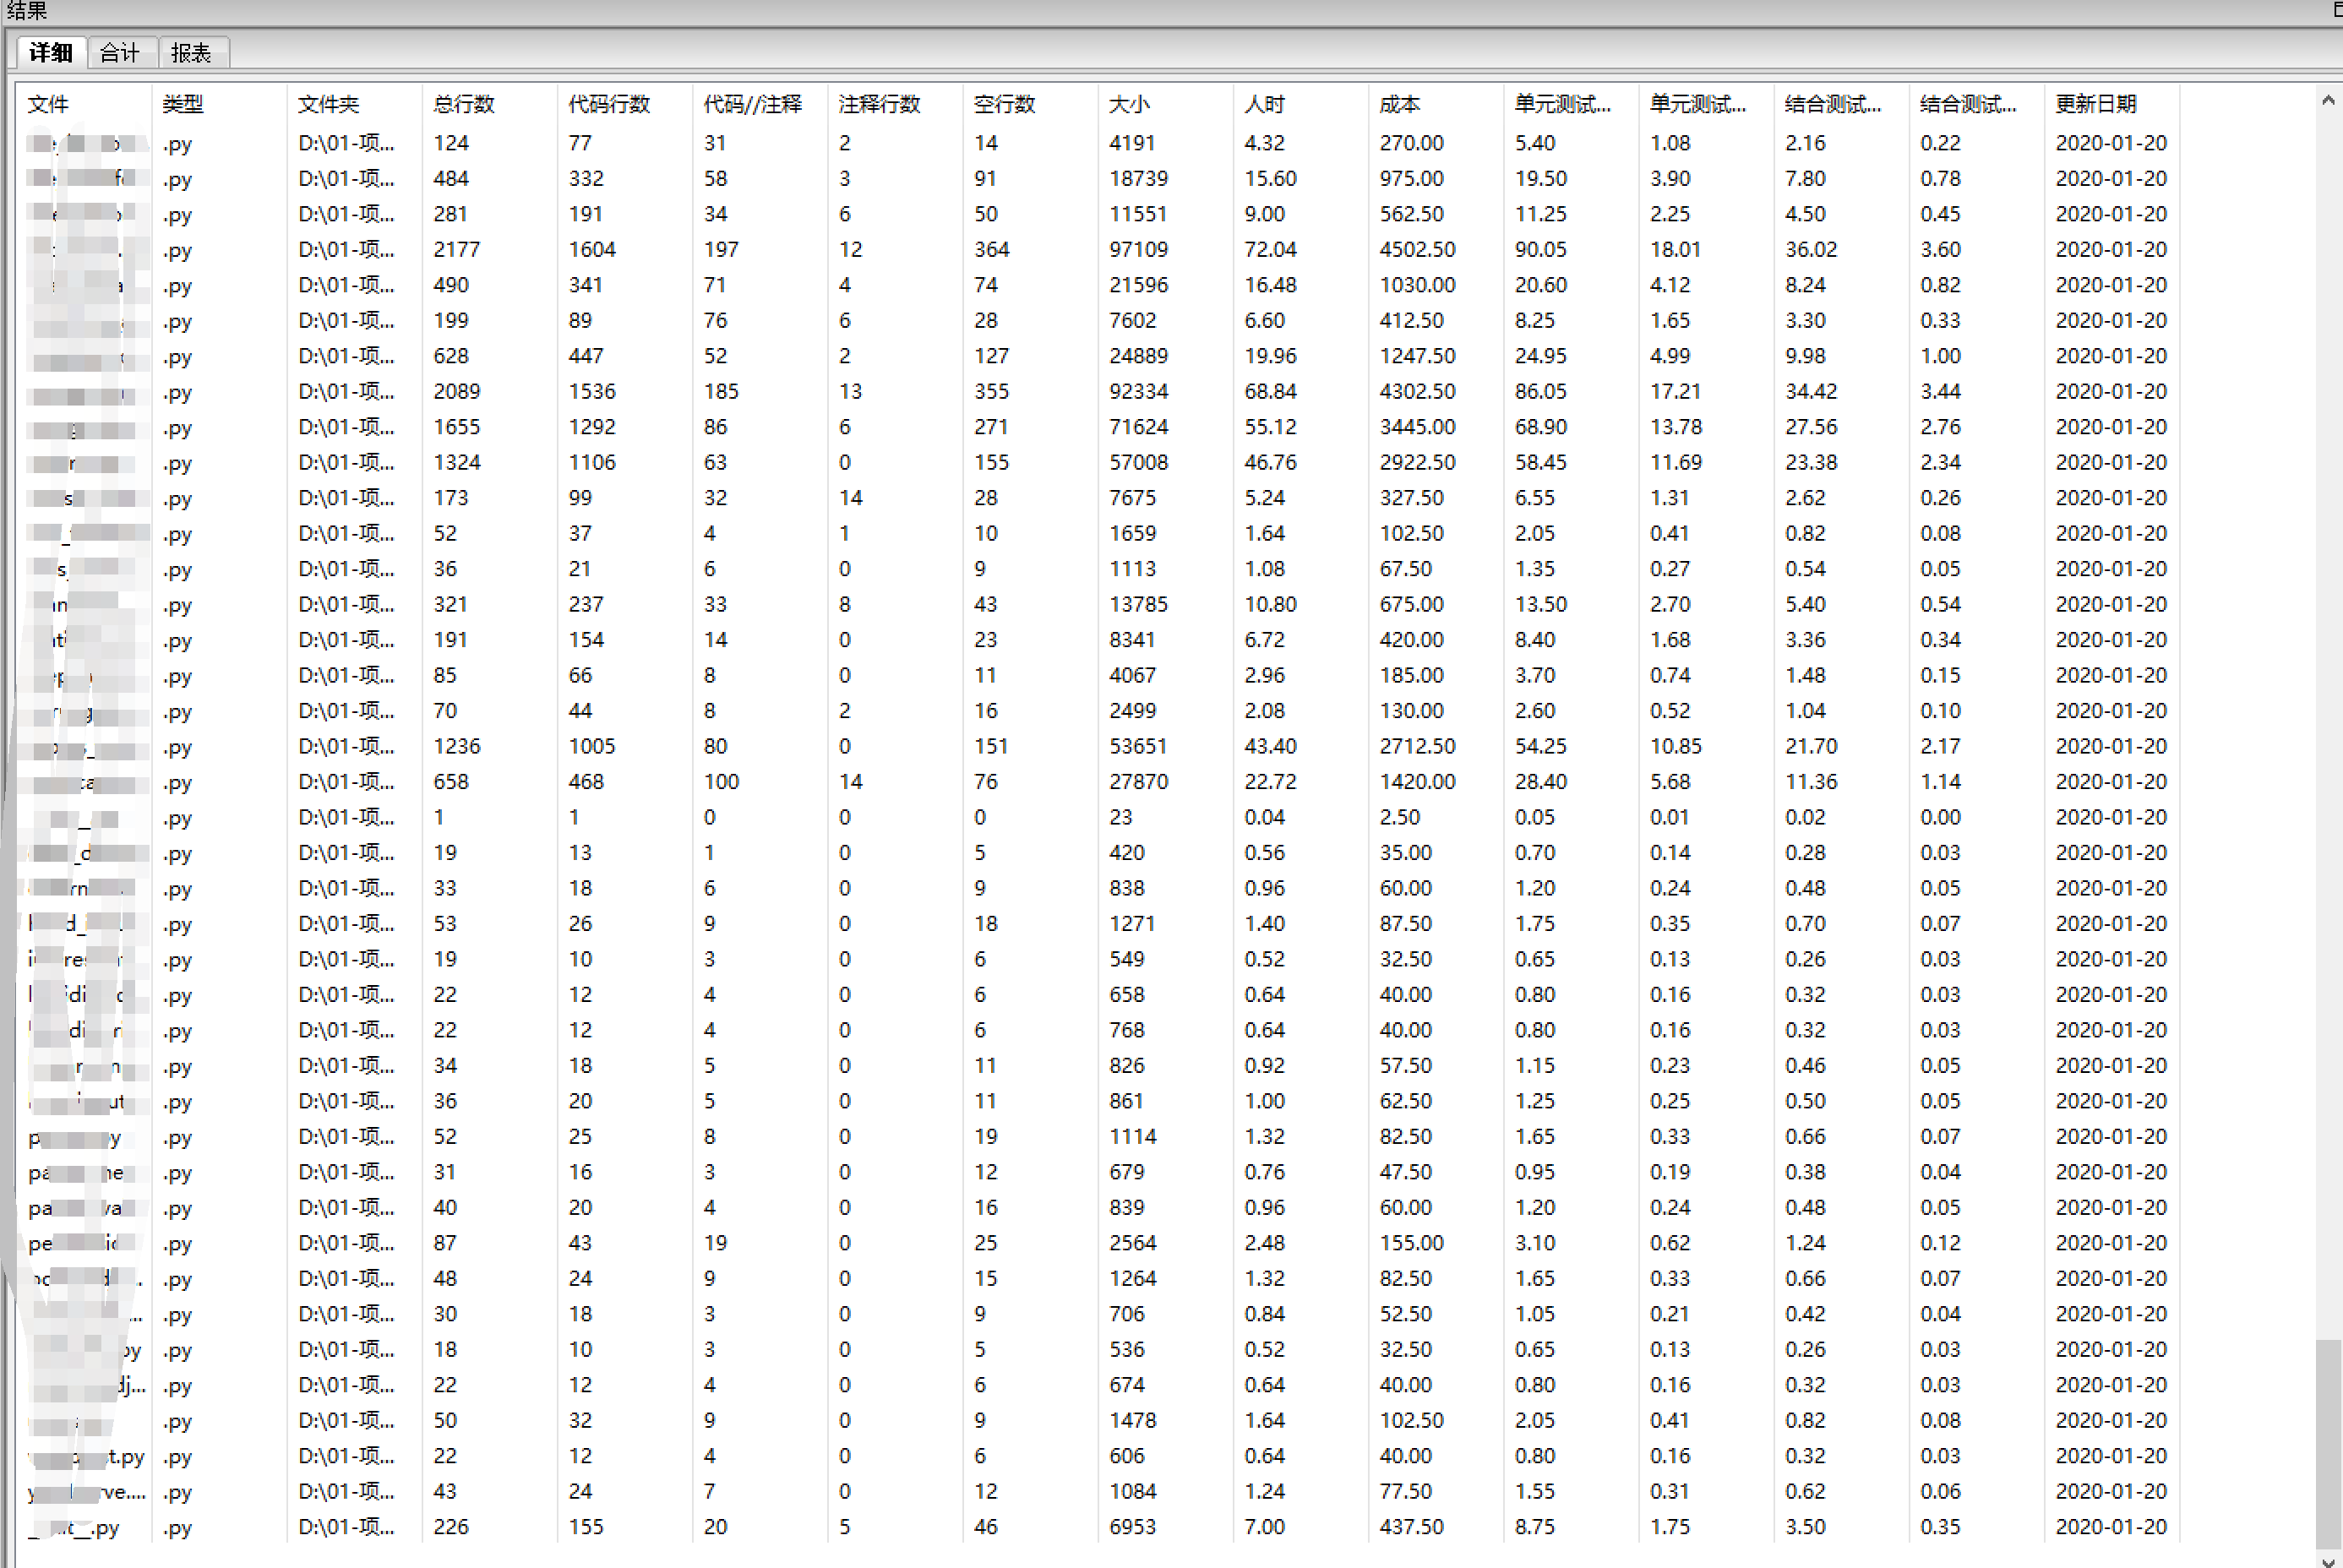 结果
详细 合计 报表
文件 类型 文件夹 总行数 代码行数 代码//注释 注释行数 空行数 大小 人时 成本 单元测试... 单元测试... 结合测试... 结合测试... 更新日期
.py D:\01-项... 124 77 31 2 14 4191 4.32 270.00 5.40 1.08 2.16 0.22 2020-01-20
.py D:\01-项... 484 332 58 3 91 18739 15.60 975.00 19.50 3.90 7.80 0.78 2020-01-20
.py D:\01-项... 281 191 34 6 50 11551 9.00 562.50 11.25 2.25 4.50 0.45 2020-01-20
.py D:\01-项... 2177 1604 197 12 364 97109 72.04 4502.50 90.05 18.01 36.02 3.60 2020-01-20
.py D:\01-项... 490 341 71 4 74 21596 16.48 1030.00 20.60 4.12 8.24 0.82 2020-01-20
.py D:\01-项... 199 89 76 6 28 7602 6.60 412.50 8.25 1.65 3.30 0.33 2020-01-20
.py D:\01-项... 628 447 52 2 127 24889 19.96 1247.50 24.95 4.99 9.98 1.00 2020-01-20
.py D:\01-项... 2089 1536 185 13 355 92334 68.84 4302.50 86.05 17.21 34.42 3.44 2020-01-20
.py D:\01-项... 1655 1292 86 6 271 71624 55.12 3445.00 68.90 13.78 27.56 2.76 2020-01-20
.py D:\01-项... 1324 1106 63 0 155 57008 46.76 2922.50 58.45 11.69 23.38 2.34 2020-01-20
.py D:\01-项... 173 99 32 14 28 7675 5.24 327.50 6.55 1.31 2.62 0.26 2020-01-20
.py D:\01-项... 52 37 4 1 10 1659 1.64 102.50 2.05 0.41 0.82 0.08 2020-01-20
.py D:\01-项... 36 21 6 0 9 1113 1.08 67.50 1.35 0.27 0.54 0.05 2020-01-20
.py D:\01-项... 321 237 33 8 43 13785 10.80 675.00 13.50 2.70 5.40 0.54 2020-01-20
.py D:\01-项... 191 154 14 0 23 8341 6.72 420.00 8.40 1.68 3.36 0.34 2020-01-20
.py D:\01-项... 85 66 8 0 11 4067 2.96 185.00 3.70 0.74 1.48 0.15 2020-01-20
.py D:\01-项... 70 44 8 2 16 2499 2.08 130.00 2.60 0.52 1.04 0.10 2020-01-20
.py D:\01-项... 1236 1005 80 0 151 53651 43.40 2712.50 54.25 10.85 21.70 2.17 2020-01-20
.py D:\01-项... 658 468 100 14 76 27870 22.72 1420.00 28.40 5.68 11.36 1.14 2020-01-20
.py D:\01-项... 1 1 0 0 0 23 0.04 2.50 0.05 0.01 0.02 0.00 2020-01-20
.py D:\01-项... 19 13 1 0 5 420 0.56 35.00 0.70 0.14 0.28 0.03 2020-01-20
.py D:\01-项... 33 18 6 0 9 838 0.96 60.00 1.20 0.24 0.48 0.05 2020-01-20
.py D:\01-项... 53 26 9 0 18 1271 1.40 87.50 1.75 0.35 0.70 0.07 2020-01-20
.py D:\01-项... 19 10 3 0 6 549 0.52 32.50 0.65 0.13 0.26 0.03 2020-01-20
.py D:\01-项... 22 12 4 0 6 658 0.64 40.00 0.80 0.16 0.32 0.03 2020-01-20
.py D:\01-项... 22 12 4 0 6 768 0.64 40.00 0.80 0.16 0.32 0.03 2020-01-20
.py D:\01-项... 34 18 5 0 11 826 0.92 57.50 1.15 0.23 0.46 0.05 2020-01-20
.py D:\01-项... 36 20 5 0 11 861 1.00 62.50 1.25 0.25 0.50 0.05 2020-01-20
.py D:\01-项... 52 25 8 0 19 1114 1.32 82.50 1.65 0.33 0.66 0.07 2020-01-20
.py D:\01-项... 31 16 3 0 12 679 0.76 47.50 0.95 0.19 0.38 0.04 2020-01-20
.py D:\01-项... 40 20 4 0 16 839 0.96 60.00 1.20 0.24 0.48 0.05 2020-01-20
.py D:\01-项... 87 43 19 0 25 2564 2.48 155.00 3.10 0.62 1.24 0.12 2020-01-20
.py D:\01-项... 48 24 9 0 15 1264 1.32 82.50 1.65 0.33 0.66 0.07 2020-01-20
.py D:\01-项... 30 18 3 0 9 706 0.84 52.50 1.05 0.21 0.42 0.04 2020-01-20
.py D:\01-项... 18 10 3 0 5 536 0.52 32.50 0.65 0.13 0.26 0.03 2020-01-20
.py D:\01-项... 22 12 4 0 6 674 0.64 40.00 0.80 0.16 0.32 0.03 2020-01-20
.py D:\01-项... 50 32 9 0 9 1478 1.64 102.50 2.05 0.41 0.82 0.08 2020-01-20
.py D:\01-项... 22 12 4 0 6 606 0.64 40.00 0.80 0.16 0.32 0.03 2020-01-20
.py D:\01-项... 43 24 7 0 12 1084 1.24 77.50 1.55 0.31 0.62 0.06 2020-01-20
.py D:\01-项... 226 155 20 5 46 6953 7.00 437.50 8.75 1.75 3.50 0.35 2020-01-20